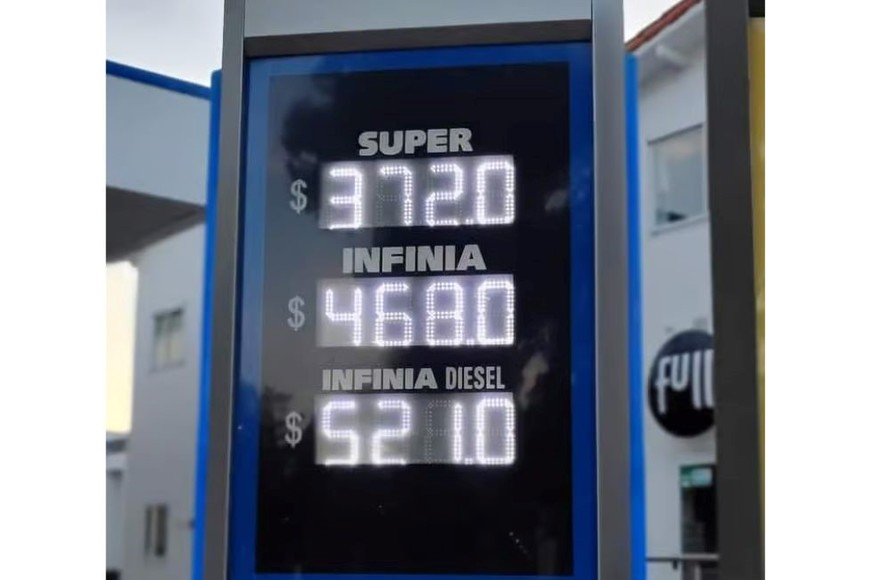 SUPER
$ 372.0
INFINIA
$ 468.0
INFINIA DIESEL
$ 521.0
full